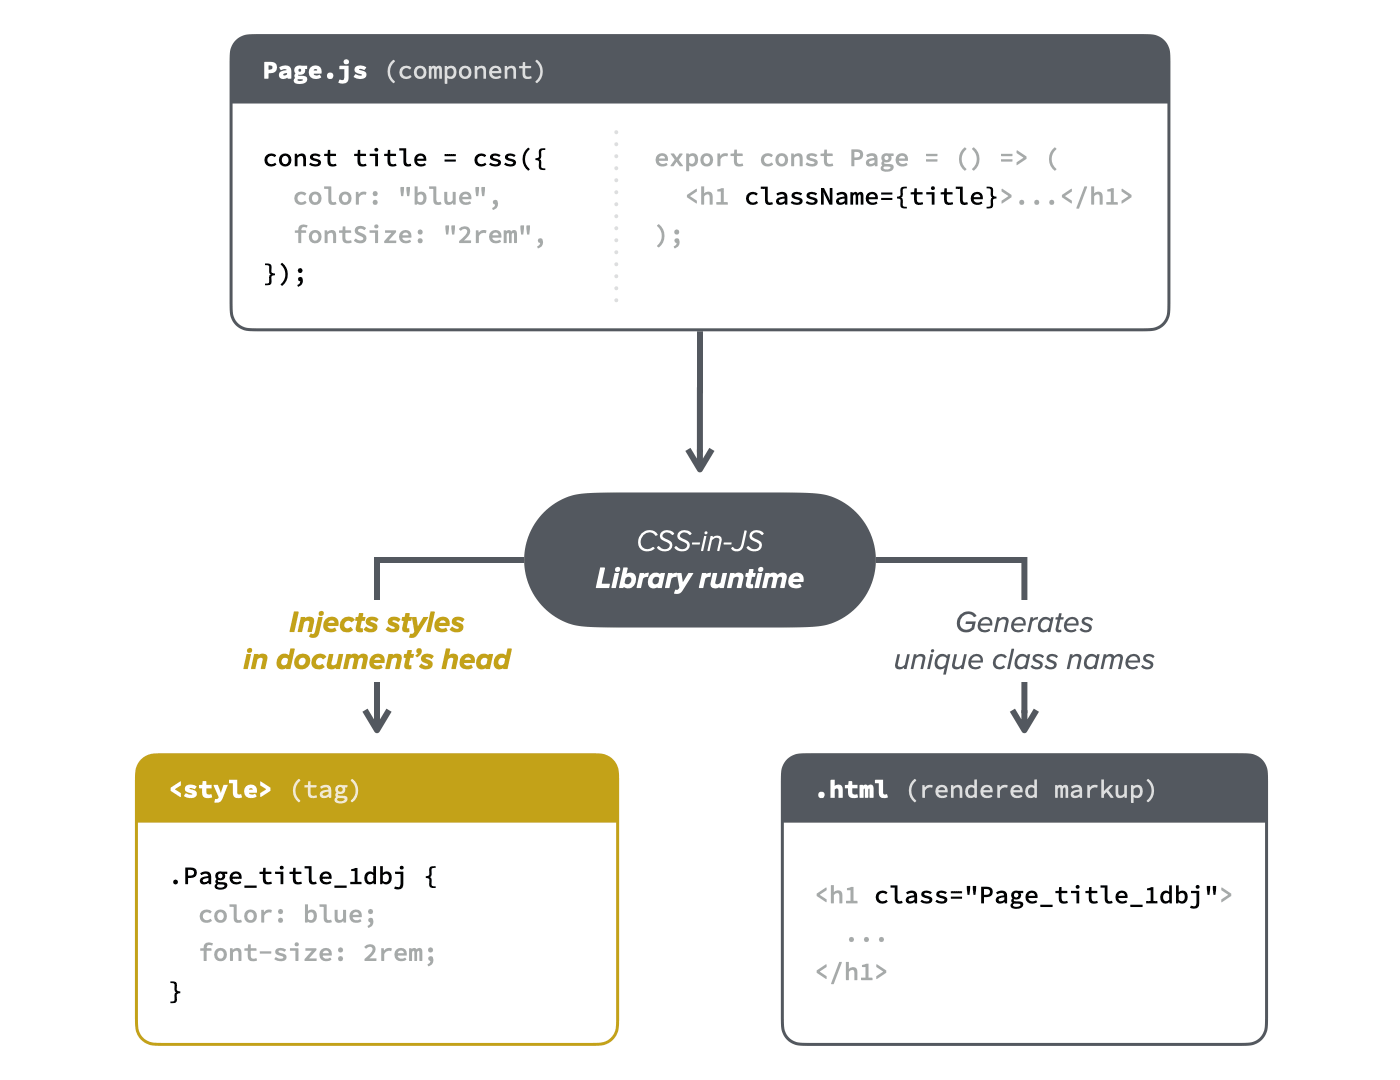 Page.js (component)
const title = css({
  color: "blue",
  fontSize: "2rem",
});
export const Page = () => (
  <h1 className={title}>...</h1>
);
CSS-in-JS
Library runtime
Injects styles
in document’s head
Generates
unique class names
<style> (tag)
.Page_title_1dbj {
  color: blue;
  font-size: 2rem;
}
.html (rendered markup)
<h1 class="Page_title_1dbj">
  ...
</h1>